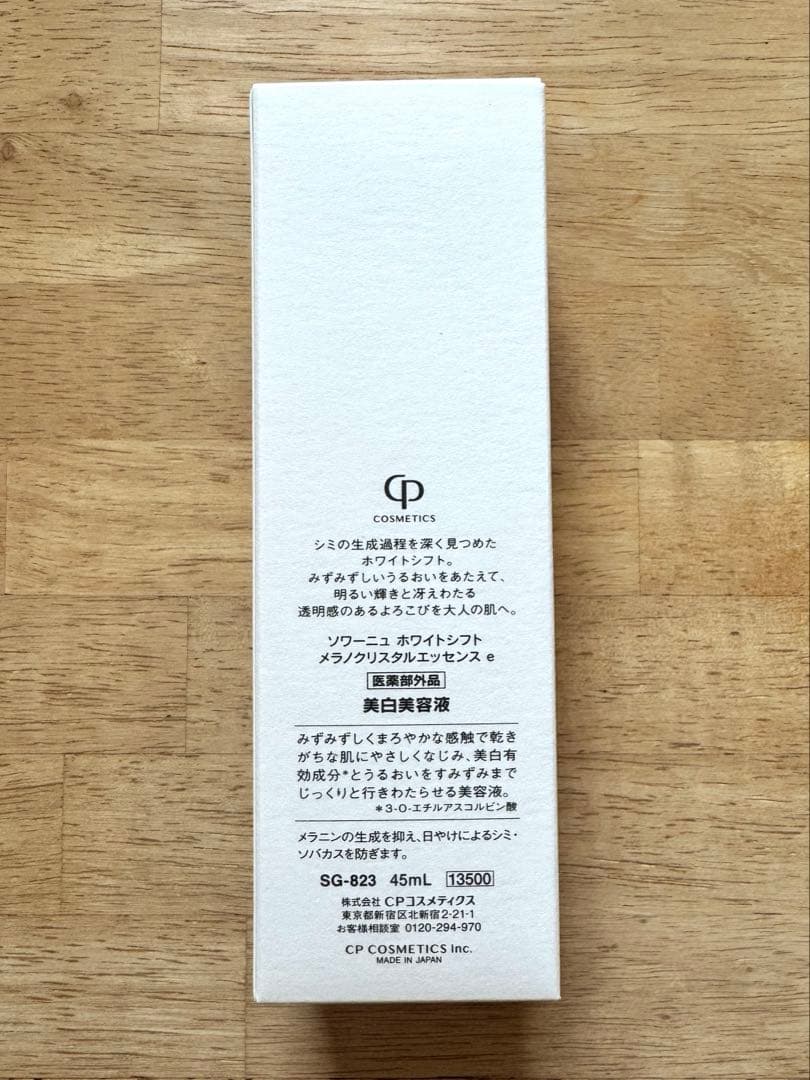 CP
COSMETICS
シミの生成過程を深く見つめた
ホワイトシフト。
みずみずしいうるおいをあたえて、
明るい輝きと冴えわたる
透明感のあるよろこびを大人の肌へ。
ソワーニュ ホワイトシフト
メラノクリスタルエッセンス e
医薬部外品
美白美容液
みずみずしくまろやかな感触で乾き
がちな肌にやさしくなじみ、美白有
効成分*とうるおいをすみずみまで
じっくりと行きわたらせる美容液。
*3-O-エチルアスコルビン酸
メラニンの生成を抑え、日やけによるシミ・
ソバカスを防ぎます。
SG-823 45mL 13500
株式会社 CPコスメティクス
東京都新宿区北新宿2-21-1
お客様相談室 0120-294-970
CP COSMETICS Inc.
MADE IN JAPAN